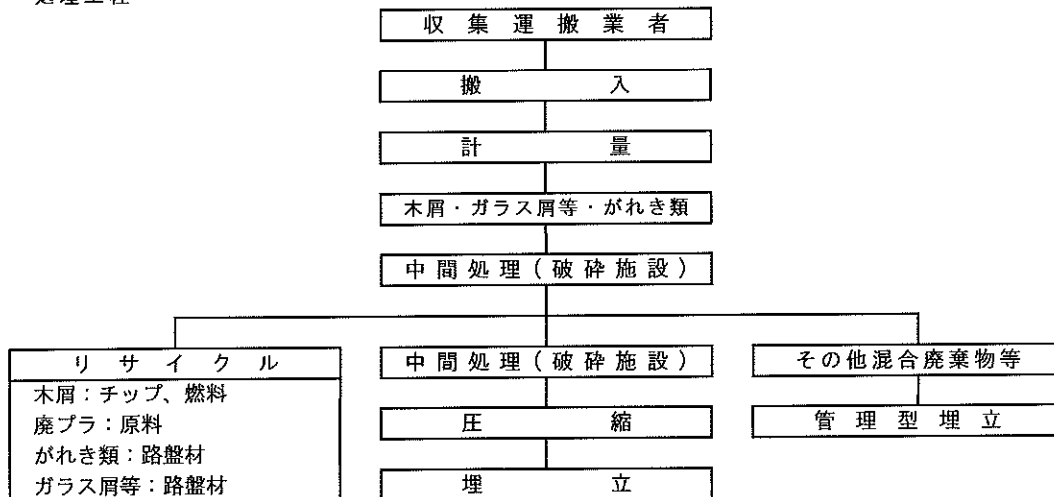 収集運搬業者
搬入
計量
木屑・ガラス屑等・がれき類
中間処理(破砕施設)
リサイクル
木屑：チップ、燃料
廃プラ：原料
がれき類：路盤材
ガラス屑等：路盤材
中間処理(破砕施設)
圧縮
埋立
その他混合廃棄物等
管理型埋立